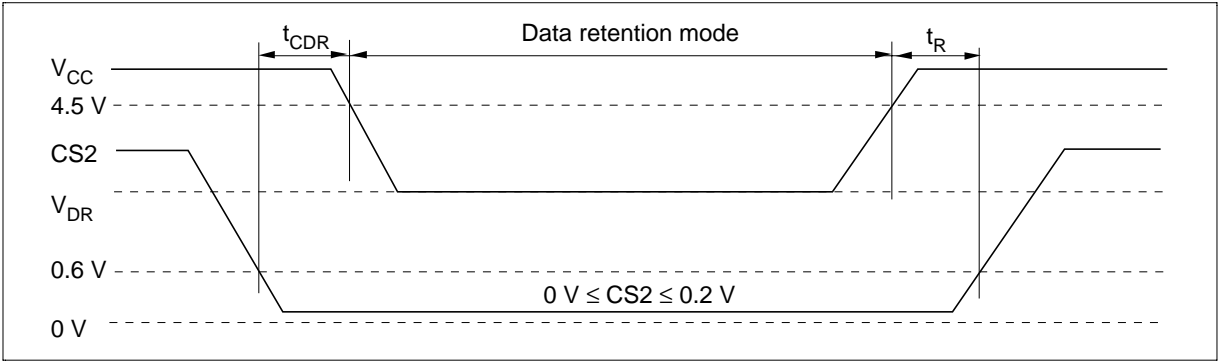 tCDR
Data retention mode
tR
VCC
4.5 V
CS2
VDR
0.6 V
0 V ≤ CS2 ≤ 0.2 V
0 V